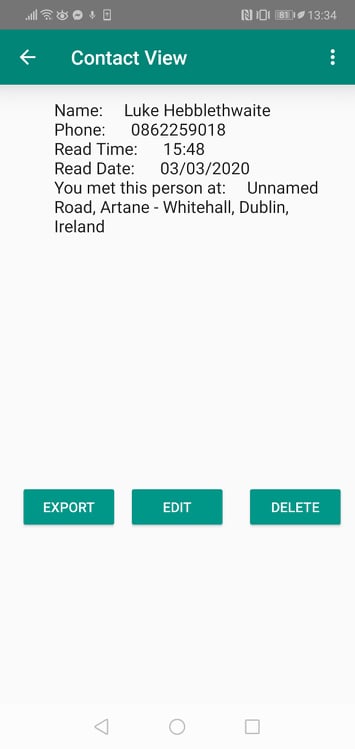 81 13:34
Contact View
Name: Luke Hebblethwaite
Phone: 0862259018
Read Time: 15:48
Read Date: 03/03/2020
You met this person at: Unnamed
Road, Artane - Whitehall, Dublin,
Ireland
EXPORT EDIT DELETE